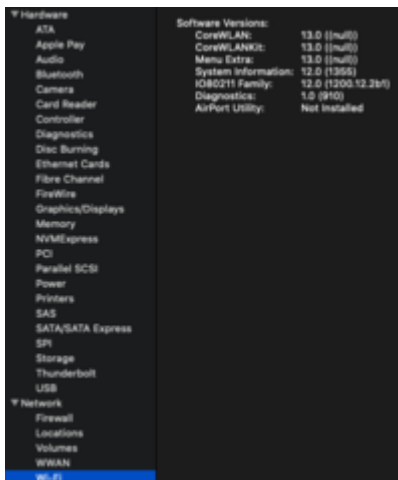 Hardware
ATA
Apple Pay
Audio
Bluetooth
Camera
Card Reader
Controller
Diagnostics
Disc Burning
Ethernet Cards
Fibre Channel
FireWire
Graphics/Displays
Memory
NVMExpress
PCI
Parallel SCSI
Power
Printers
SAS
SATA/SATA Express
SPI
Storage
Thunderbolt
USB
Network
Firewall
Locations
Volumes
WWAN
Wi-Fi
Software Versions:
CoreWLAN: 13.0 ((null))
CoreWLANKit: 13.0 ((null))
Menu Extra: 13.0 ((null))
System Information: 12.0 (1355)
IO80211 Family: 12.0 (1200.12.2b1)
Diagnostics: 1.0 (910)
AirPort Utility: Not Installed